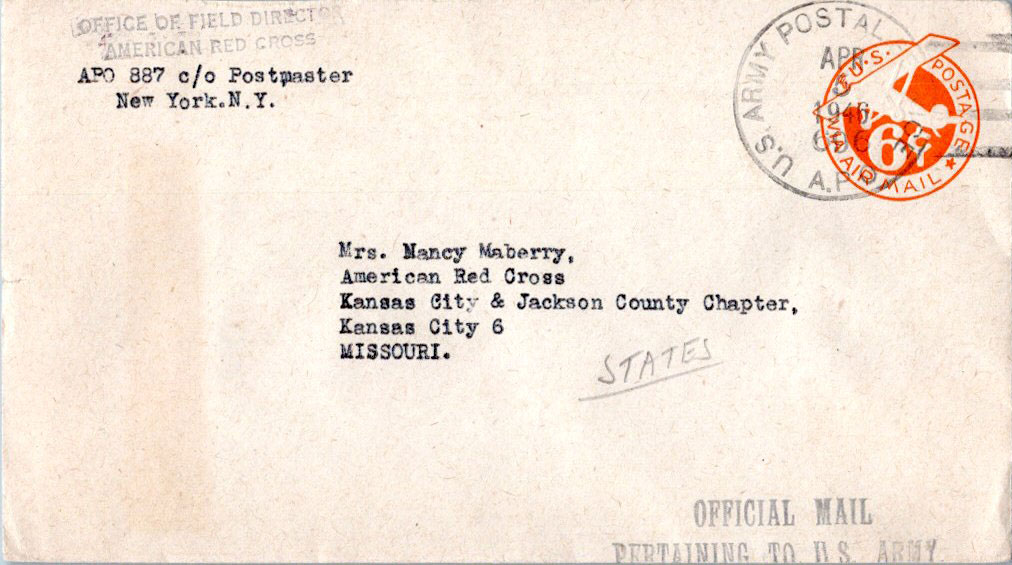 OFFICE OF FIELD DIRECTOR
AMERICAN RED CROSS
APO 887 c/o Postmaster
New York.N.Y.
U.S. ARMY POSTAL
APR
1946
A.P.O.
U.S. POSTAGE
6¢
VIA AIR MAIL
Mrs. Nancy Maberry,
American Red Cross
Kansas City & Jackson County Chapter,
Kansas City 6
MISSOURI.
STATES
OFFICIAL MAIL
PERTAINING TO U.S. ARMY